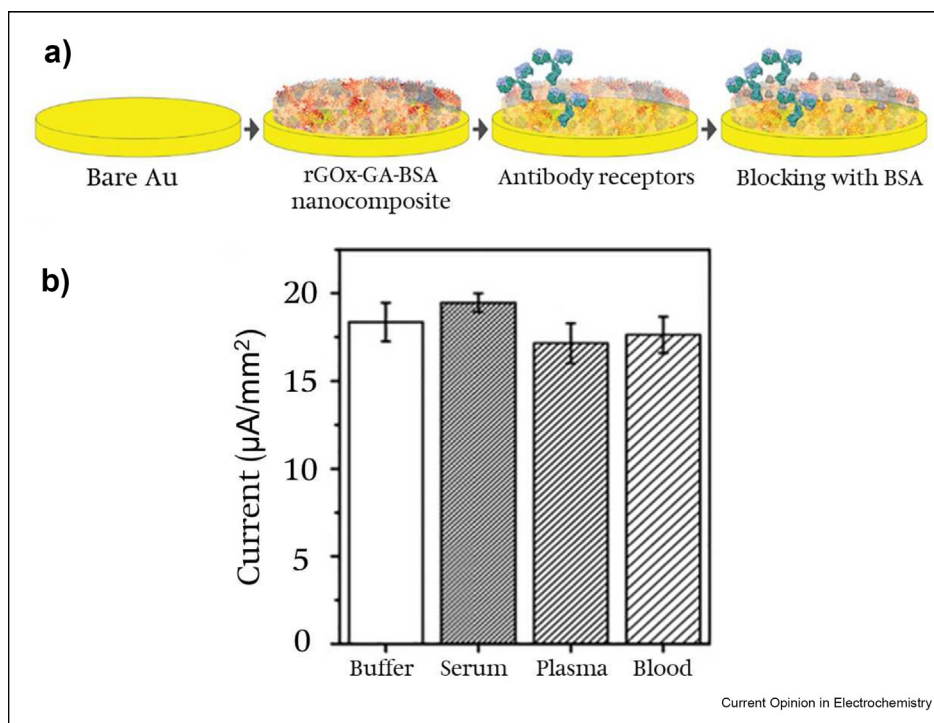 a)
Bare Au
rGOx-GA-BSA
nanocomposite
Antibody receptors
Blocking with BSA
b)
Current (µA/mm²)
20
15
10
5
0
Buffer
Serum
Plasma
Blood
Current Opinion in Electrochemistry